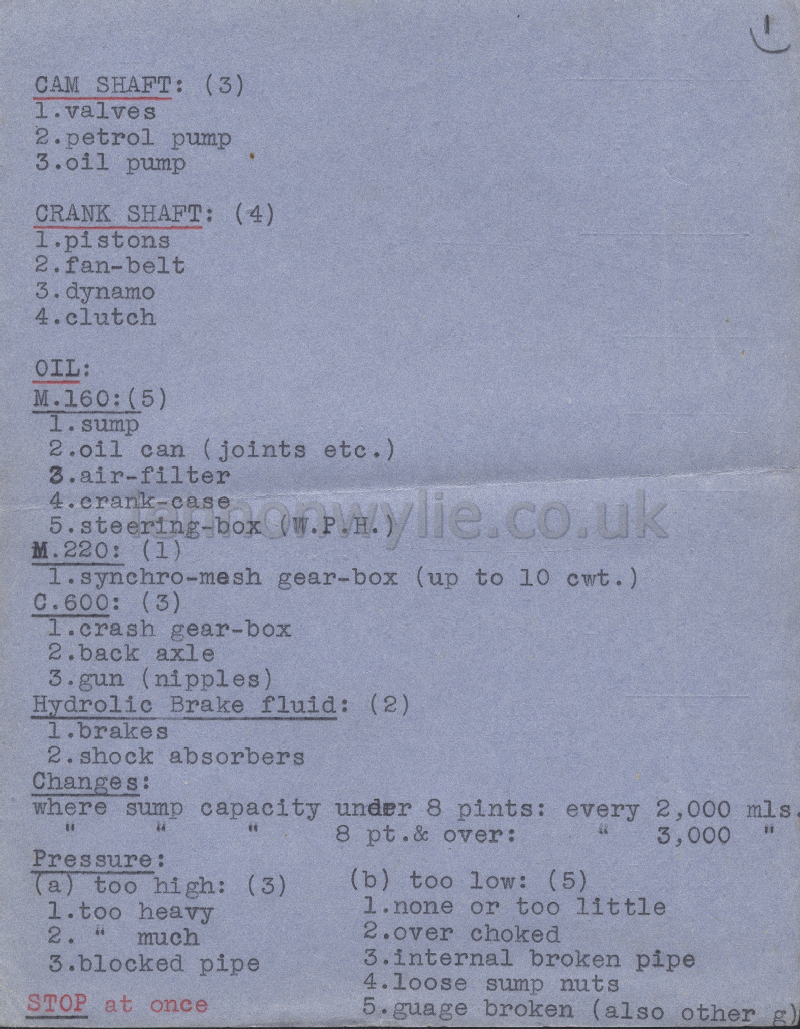 1
CAM SHAFT: (3)
1.valves
2.petrol pump
3.oil pump
CRANK SHAFT: (4)
1.pistons
2.fan-belt
3.dynamo
4.clutch
OIL:
M.160:(5)
1.sump
2.oil can (joints etc.)
3.air-filter
4.crank-case
5.steering-box (W.P.H.)
M.220: (1)
1.synchro-mesh gear-box (up to 10 cwt.)
C.600: (3)
1.crash gear-box
2.back axle
3.gun (nipples)
Hydrolic Brake fluid: (2)
1.brakes
2.shock absorbers
Changes:
where sump capacity under 8 pints: every 2,000 mls.
" " " 8 pt.& over: " 3,000 "
Pressure:
(a) too high: (3)
1.too heavy
2. " much
3.blocked pipe
STOP at once
(b) too low: (5)
1.none or too little
2.over choked
3.internal broken pipe
4.loose sump nuts
5.guage broken (also other g)